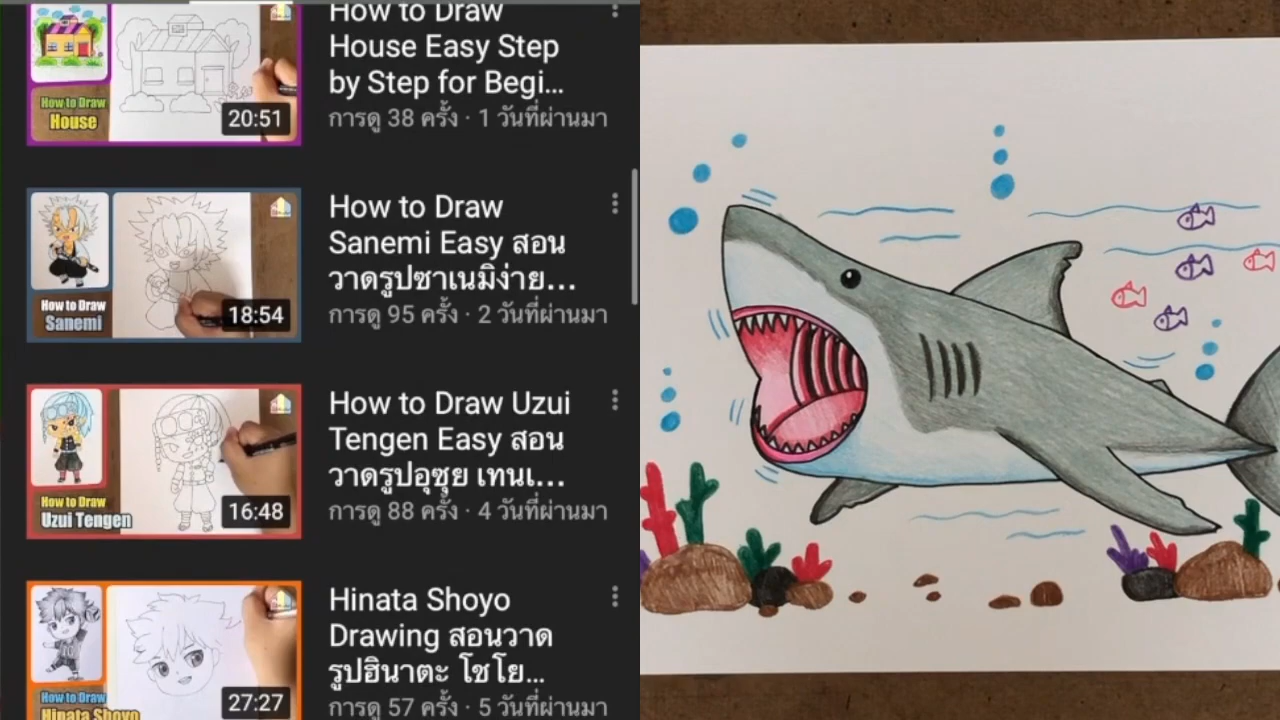 How to Draw
House Easy Step
by Step for Begi...
การดู 38 ครั้ง · 1 วันที่ผ่านมา
How to Draw
House
20:51
How to Draw
Sanemi Easy สอน
วาดรูปซาเนมิง่าย...
การดู 95 ครั้ง · 2 วันที่ผ่านมา
How to Draw
Sanemi
18:54
How to Draw Uzui
Tengen Easy สอน
วาดรูปอุซุย เทนเ...
การดู 88 ครั้ง · 4 วันที่ผ่านมา
How to Draw
Uzui Tengen
16:48
Hinata Shoyo
Drawing สอนวาด
รูปฮินาตะ โชโย...
การดู 57 ครั้ง · 5 วันที่ผ่านมา
How to Draw
Hinata Shoyo
27:27